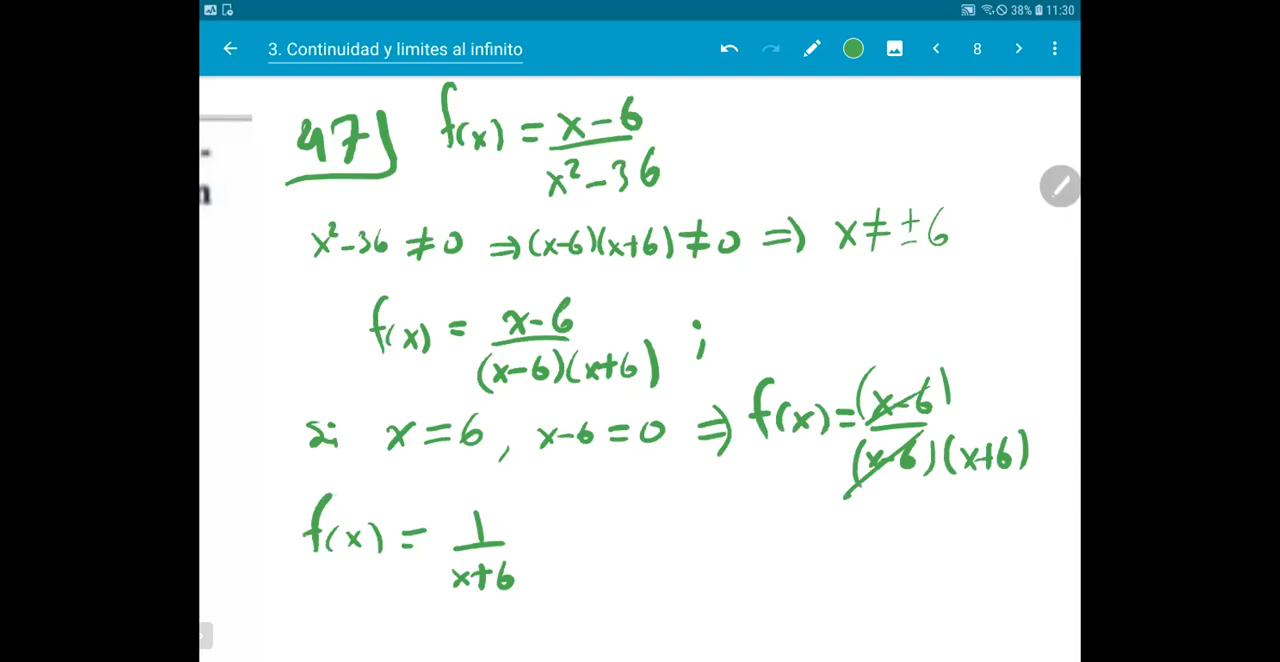 38% 11:30
3. Continuidad y limites al infinito 8
47) f(x) = x-6 / x²-36
x²-36 ≠ 0 ⇒ (x-6)(x+6) ≠ 0 ⇒ x ≠ ±6
f(x) = x-6 / (x-6)(x+6) ;
si x = 6 , x-6 = 0 ⇒ f(x) = (x-6) / (x-6)(x+6)
f(x) = 1 / x+6